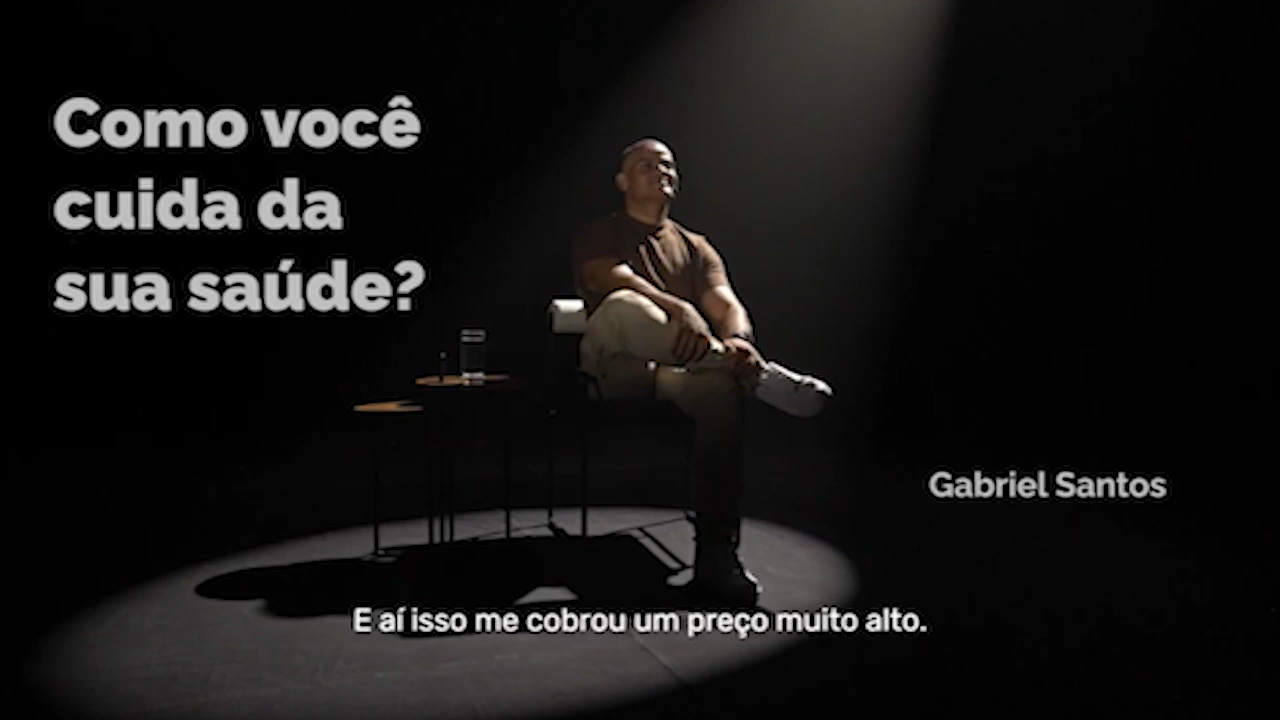 Como você
cuida da
sua saúde?
Gabriel Santos
E aí isso me cobrou um preço muito alto.